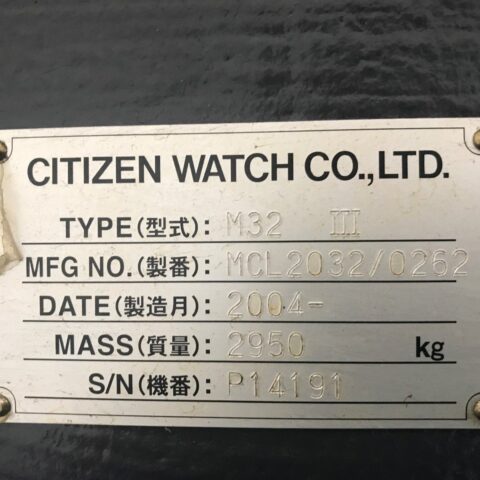 CITIZEN WATCH CO.,LTD.
TYPE(型式): M32 III
MFG NO.(製番): MCL2032/0262
DATE(製造月): 2004-
MASS(質量): 2950 kg
S/N(機番): P14191